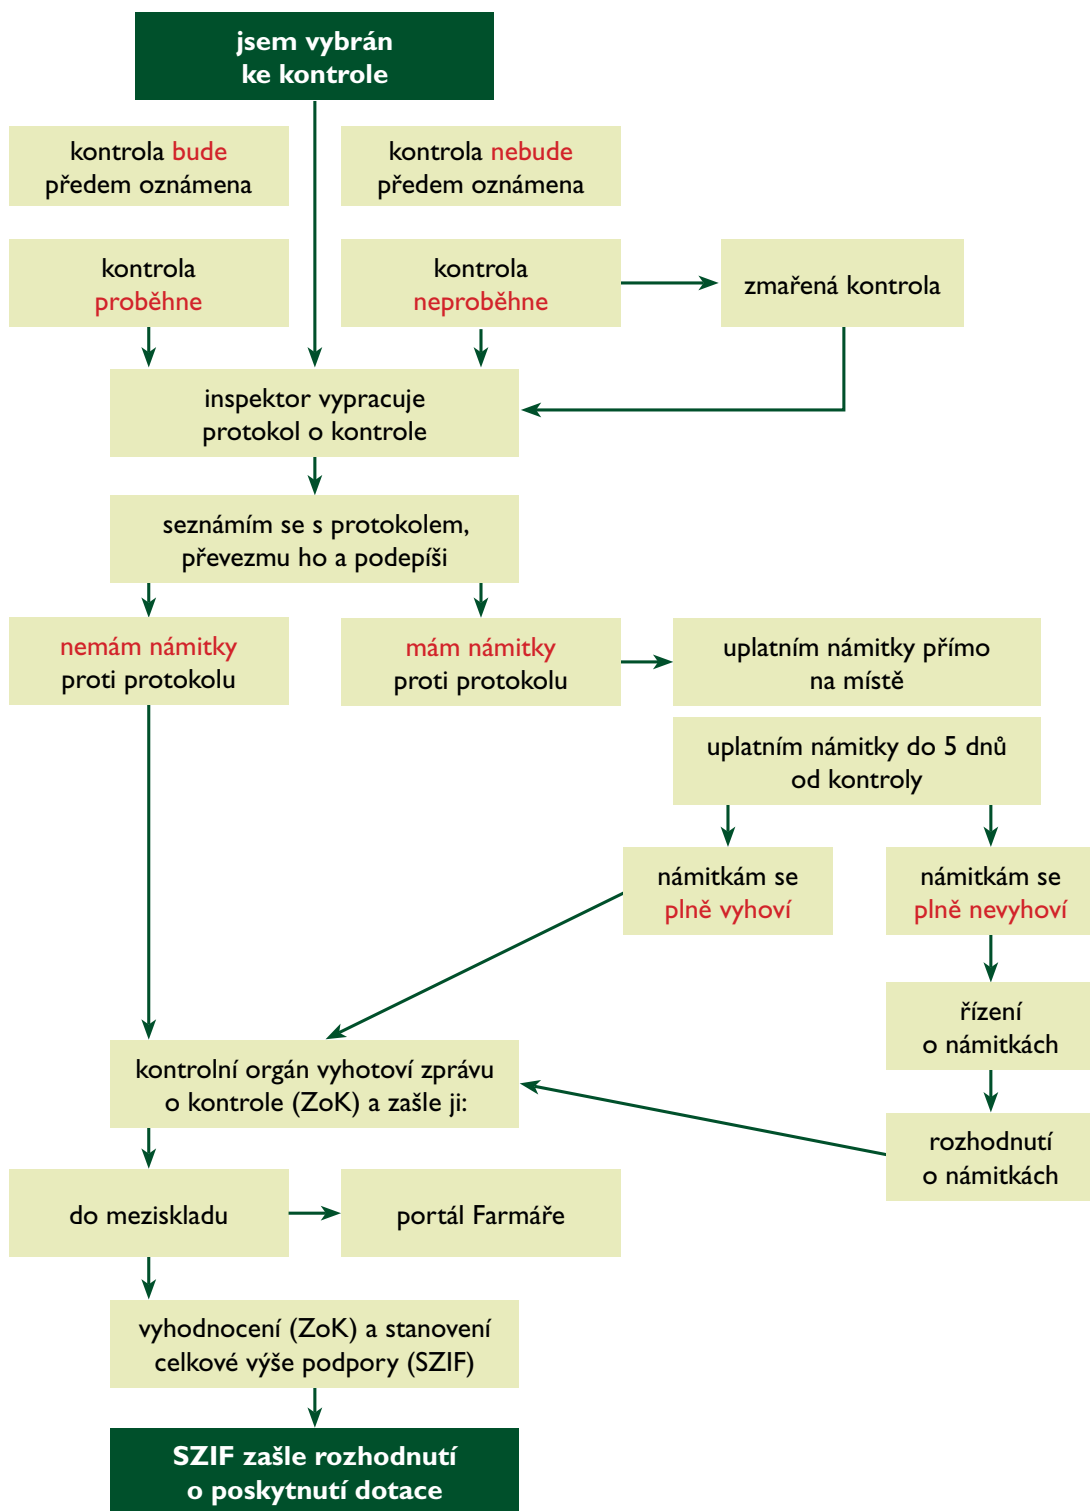 jsem vybrán
ke kontrole
kontrola bude
předem oznámena
kontrola nebude
předem oznámena
kontrola
proběhne
kontrola
neproběhne
zmařená kontrola
inspektor vypracuje
protokol o kontrole
seznámím se s protokolem,
převezmu ho a podepíši
nemám námitky
proti protokolu
mám námitky
proti protokolu
uplatním námitky přímo
na místě
uplatním námitky do 5 dnů
od kontroly
námitkám se
plně vyhoví
námitkám se
plně nevyhoví
řízení
o námitkách
kontrolní orgán vyhotoví zprávu
o kontrole (ZoK) a zašle ji:
rozhodnutí
o námitkách
do meziskladu
portál Farmáře
vyhodnocení (ZoK) a stanovení
celkové výše podpory (SZIF)
SZIF zašle rozhodnutí
o poskytnutí dotace